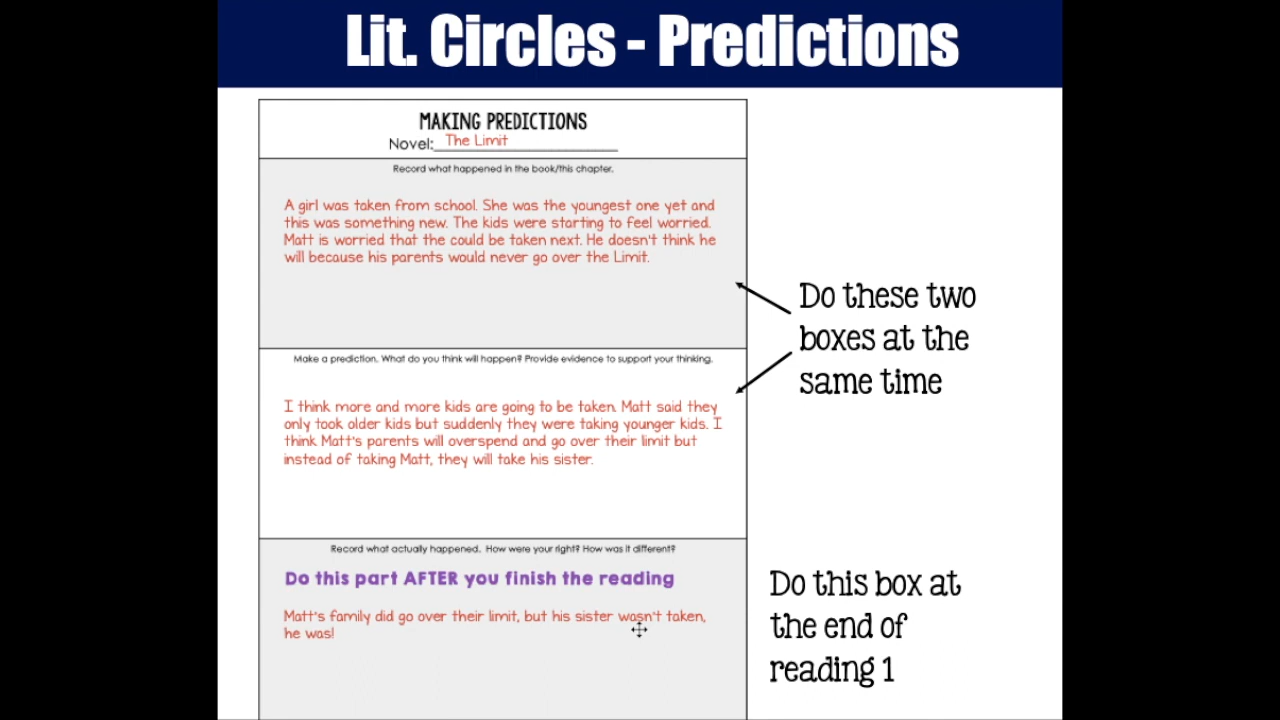 Lit. Circles - Predictions
MAKING PREDICTIONS
Novel: The Limit
Record what happened in the book/this chapter.
A girl was taken from school. She was the youngest one yet and
this was something new. The kids were starting to feel worried.
Matt is worried that the could be taken next. He doesn't think he
will because his parents would never go over the Limit.
Do these two
boxes at the
same time
Make a prediction. What do you think will happen? Provide evidence to support your thinking.
I think more and more kids are going to be taken. Matt said they
only took older kids but suddenly they were taking younger kids. I
think Matt's parents will overspend and go over their limit but
instead of taking Matt, they will take his sister.
Record what actually happened. How were your right? How was it different?
Do this part AFTER you finish the reading
Matt's family did go over their limit, but his sister wasn't taken,
he was!
Do this box at
the end of
reading 1